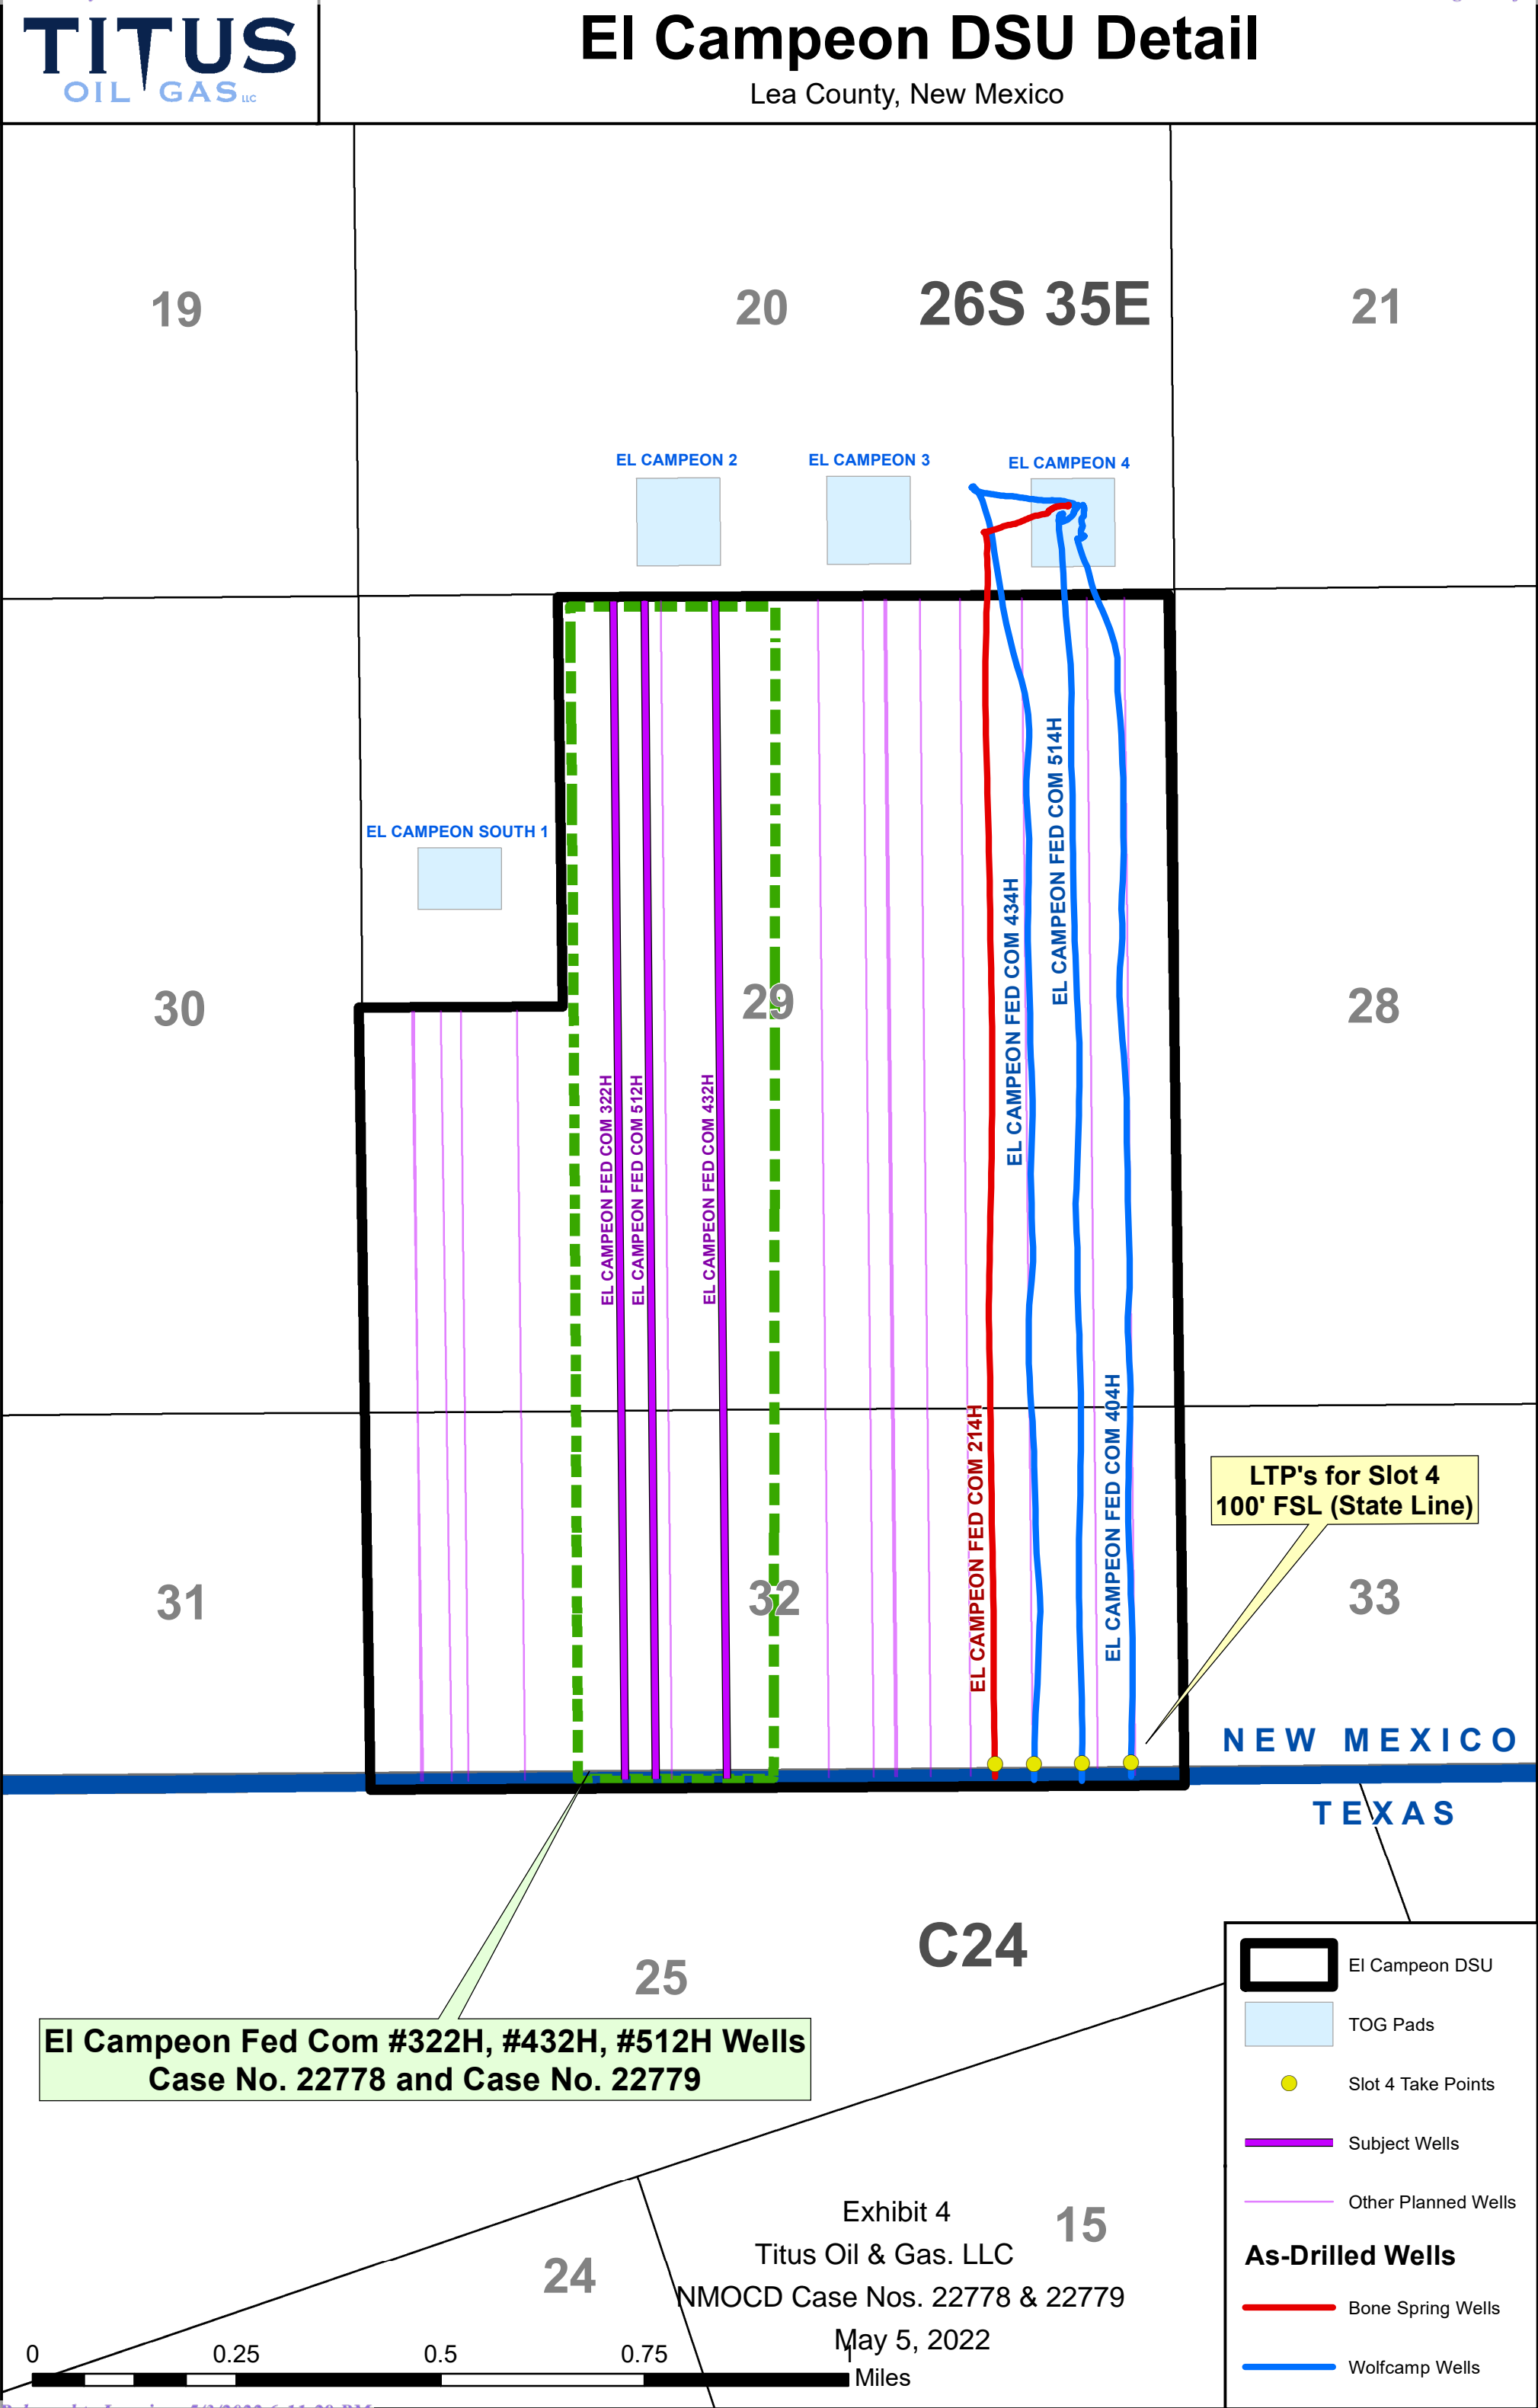 TITUS
OIL GAS LLC
El Campeon DSU Detail
Lea County, New Mexico
19
20
26S 35E
21
EL CAMPEON 2
EL CAMPEON 3
EL CAMPEON 4
EL CAMPEON SOUTH 1
30
29
28
EL CAMPEON FED COM 322H
EL CAMPEON FED COM 512H
EL CAMPEON FED COM 432H
EL CAMPEON FED COM 434H
EL CAMPEON FED COM 514H
EL CAMPEON FED COM 214H
EL CAMPEON FED COM 404H
LTP's for Slot 4
100' FSL (State Line)
31
32
33
NEW MEXICO
TEXAS
C24
25
El Campeon Fed Com #322H, #432H, #512H Wells
Case No. 22778 and Case No. 22779
El Campeon DSU
TOG Pads
Slot 4 Take Points
Subject Wells
Other Planned Wells
As-Drilled Wells
Bone Spring Wells
Wolfcamp Wells
15
24
Exhibit 4
Titus Oil & Gas. LLC
NMOCD Case Nos. 22778 & 22779
May 5, 2022
0 0.25 0.5 0.75 1
Miles